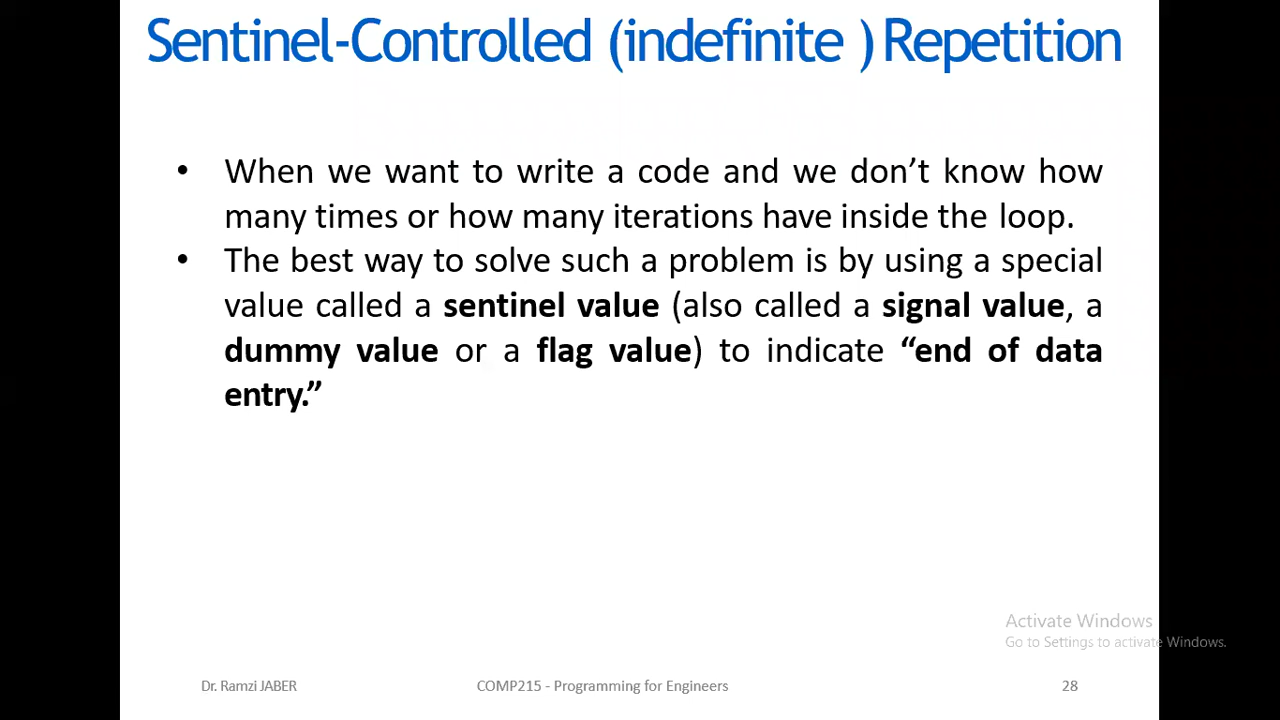 Sentinel-Controlled (indefinite ) Repetition
• When we want to write a code and we don’t know how
many times or how many iterations have inside the loop.
• The best way to solve such a problem is by using a special
value called a sentinel value (also called a signal value, a
dummy value or a flag value) to indicate “end of data
entry.”
Activate Windows
Go to Settings to activate Windows.
Dr. Ramzi JABER COMP215 - Programming for Engineers 28